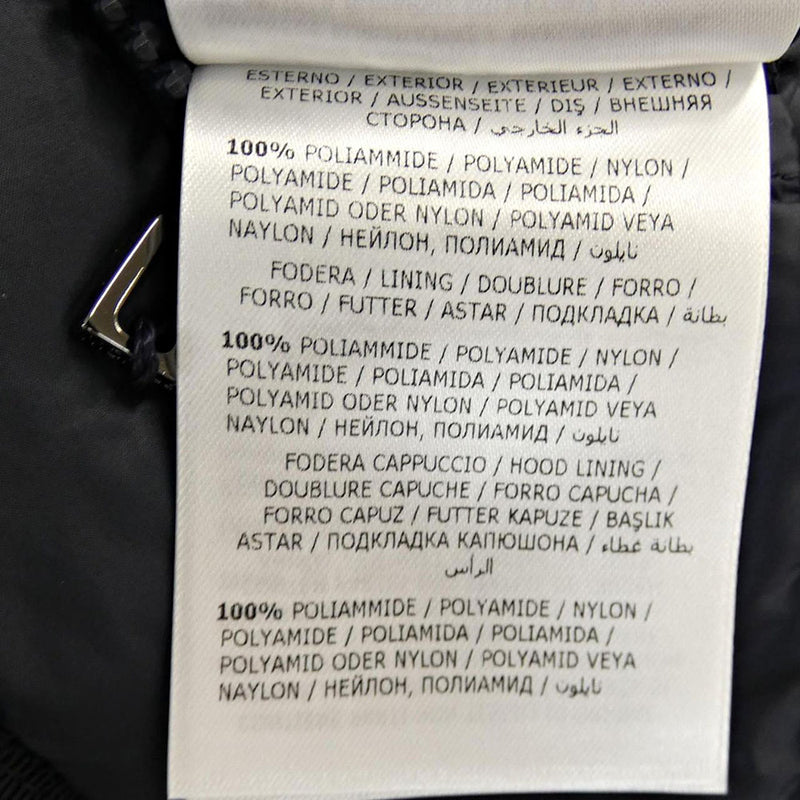 ESTERNO / EXTERIOR / EXTERIEUR / EXTERNO /
EXTERIOR / AUSSENSEITE / DIŞ / ВНЕШНЯЯ
СТОРОНА / الجزء الخارجي
100% POLIAMMIDE / POLYAMIDE / NYLON /
POLYAMIDE / POLIAMIDA / POLIAMIDA /
POLYAMID ODER NYLON / POLYAMID VEYA
NAYLON / НЕЙЛОН, ПОЛИАМИД / نايلون
FODERA / LINING / DOUBLURE / FORRO /
FORRO / FUTTER / ASTAR / ПОДКЛАДКА / بطانة
100% POLIAMMIDE / POLYAMIDE / NYLON /
POLYAMIDE / POLIAMIDA / POLIAMIDA /
POLYAMID ODER NYLON / POLYAMID VEYA
NAYLON / НЕЙЛОН, ПОЛИАМИД / نايلون
FODERA CAPPUCCIO / HOOD LINING /
DOUBLURE CAPUCHE / FORRO CAPUCHA /
FORRO CAPUZ / FUTTER KAPUZE / BAŞLIK
ASTAR / ПОДКЛАДКА КАПЮШОНА / بطانة غطاء
الرأس
100% POLIAMMIDE / POLYAMIDE / NYLON /
POLYAMIDE / POLIAMIDA / POLIAMIDA /
POLYAMID ODER NYLON / POLYAMID VEYA
NAYLON / НЕЙЛОН, ПОЛИАМИД / نايلون